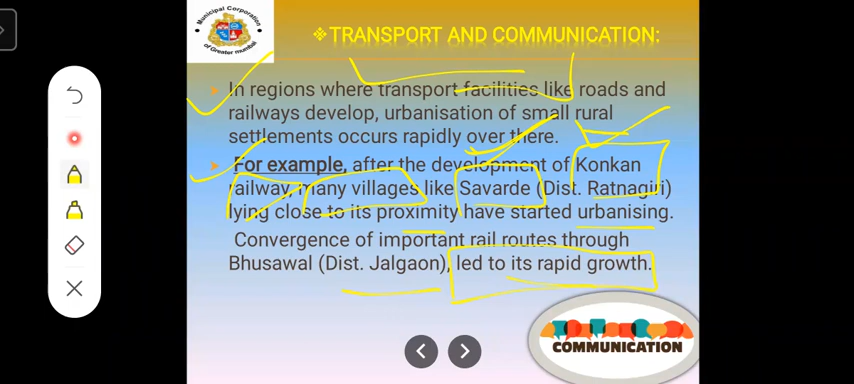 Municipal Corporation
of Greater mumbai
❖TRANSPORT AND COMMUNICATION:
➤ In regions where transport facilities like roads and
railways develop, urbanisation of small rural
settlements occurs rapidly over there.
➤ For example, after the development of Konkan
railway, many villages like Savarde (Dist. Ratnagiri)
lying close to its proximity have started urbanising.
Convergence of important rail routes through
Bhusawal (Dist. Jalgaon), led to its rapid growth.
COMMUNICATION